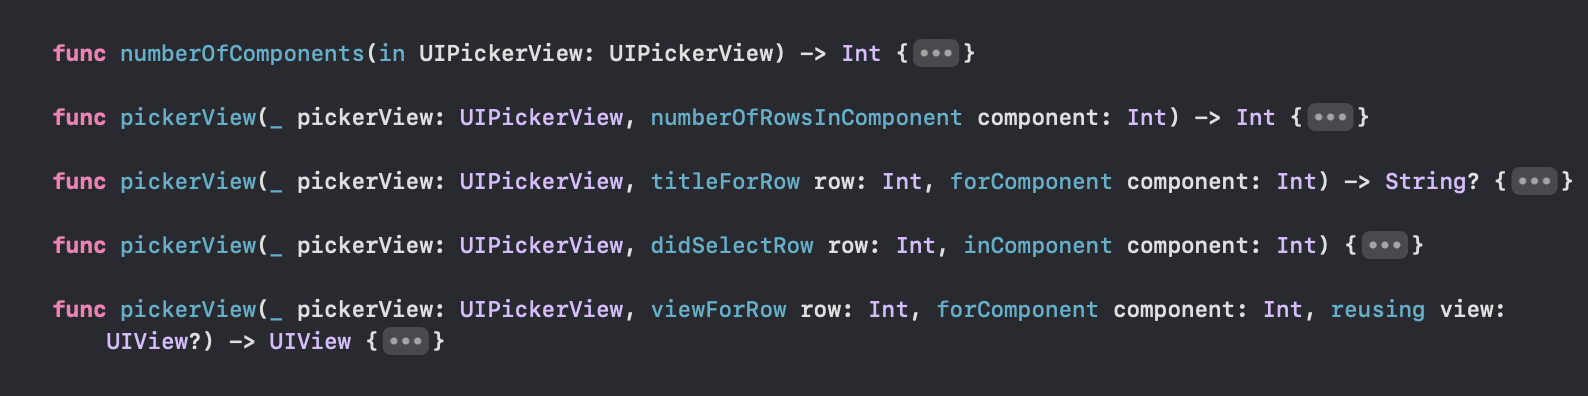 func numberOfComponents(in UIPickerView: UIPickerView) -> Int {•••}
func pickerView(_ pickerView: UIPickerView, numberOfRowsInComponent component: Int) -> Int {•••}
func pickerView(_ pickerView: UIPickerView, titleForRow row: Int, forComponent component: Int) -> String? {•••}
func pickerView(_ pickerView: UIPickerView, didSelectRow row: Int, inComponent component: Int) {•••}
func pickerView(_ pickerView: UIPickerView, viewForRow row: Int, forComponent component: Int, reusing view:
UIView?) -> UIView {•••}